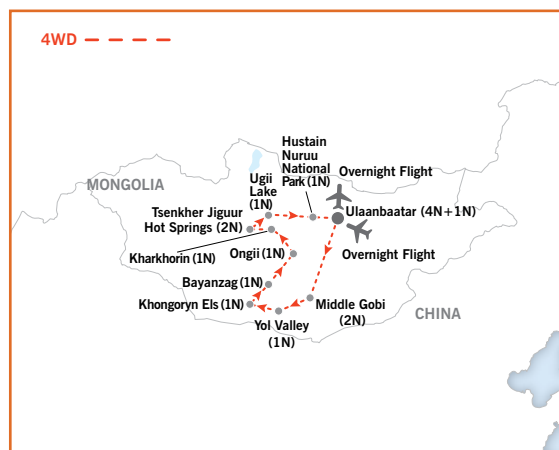 4WD
Hustain
Nuruu
National
Park (1N)
Overnight Flight
Ugii
Lake
(1N)
MONGOLIA
Tsenkher Jiguur
Hot Springs (2N)
Ulaanbaatar (4N+1N)
Kharkhorin (1N)
Ongii (1N)
Overnight Flight
Bayanzag (1N)
Khongoryn Els (1N)
Middle Gobi
(2N)
CHINA
Yol Valley
(1N)